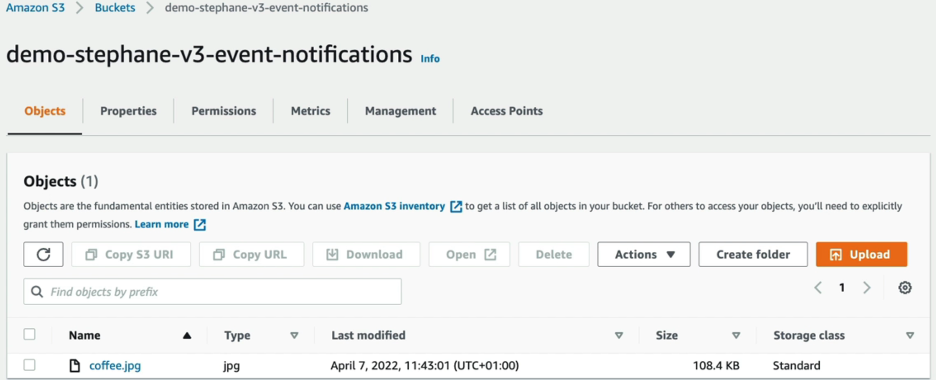 Amazon S3 > Buckets > demo-stephane-v3-event-notifications
demo-stephane-v3-event-notifications Info
Objects Properties Permissions Metrics Management Access Points
Objects (1)
Objects are the fundamental entities stored in Amazon S3. You can use Amazon S3 inventory to get a list of all objects in your bucket. For others to access your objects, you'll need to explicitly
grant them permissions. Learn more
Copy S3 URI Copy URL Download Open Delete Actions Create folder Upload
Find objects by prefix < 1 >
Name Type Last modified Size Storage class
coffee.jpg jpg April 7, 2022, 11:43:01 (UTC+01:00) 108.4 KB Standard